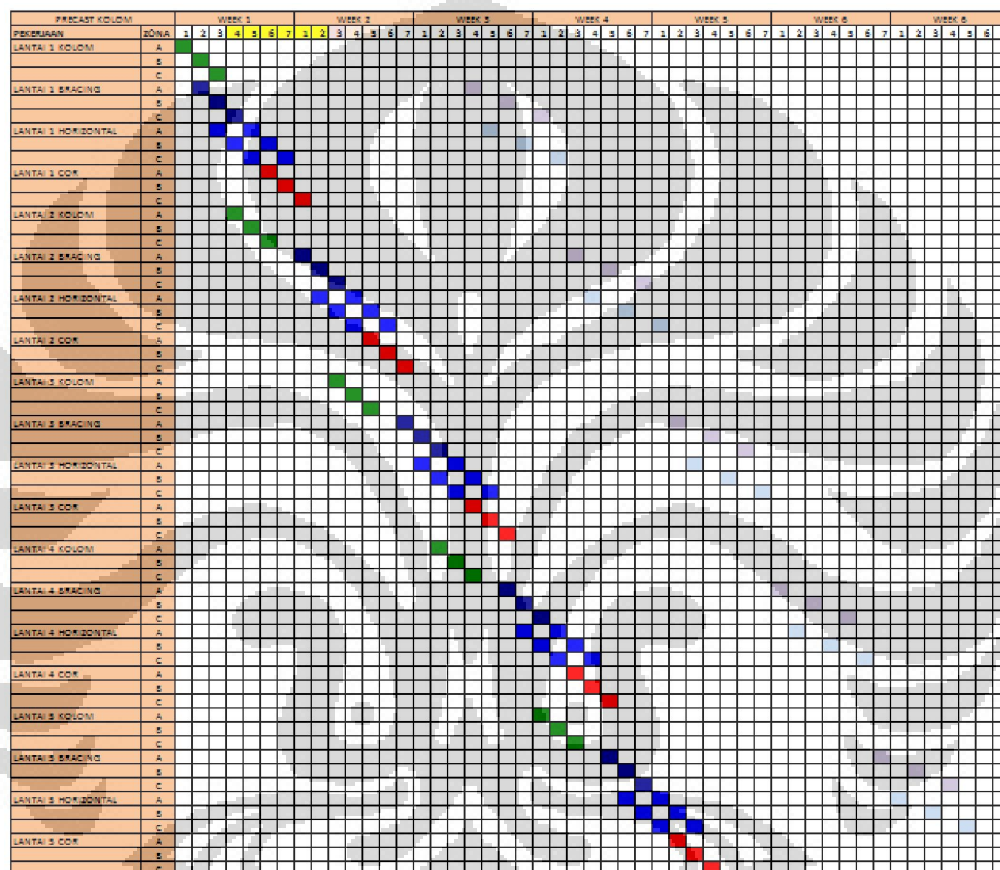 PRECAST KOLOM WEEK 1 WEEK 2 WEEK 3 WEEK 4 WEEK 5 WEEK 6 WEEK 6
PEKERJAAN ZONA 1 2 3 4 5 6 7 1 2 3 4 5 6 7 1 2 3 4 5 6 7 1 2 3 4 5 6 7 1 2 3 4 5 6 7 1 2 3 4 5 6 7 1 2 3 4 5 6
LANTAI 1 KOLOM A
B
C
LANTAI 1 BRACING A
B
C
LANTAI 1 HORIZONTAL A
B
C
LANTAI 1 COR A
B
C
LANTAI 2 KOLOM A
B
C
LANTAI 2 BRACING A
B
C
LANTAI 2 HORIZONTAL A
B
C
LANTAI 2 COR A
B
C
LANTAI 3 KOLOM A
B
C
LANTAI 3 BRACING A
B
C
LANTAI 3 HORIZONTAL A
B
C
LANTAI 3 COR A
B
C
LANTAI 4 KOLOM A
B
C
LANTAI 4 BRACING A
B
C
LANTAI 4 HORIZONTAL A
B
C
LANTAI 4 COR A
B
C
LANTAI 5 KOLOM A
B
C
LANTAI 5 BRACING A
B
C
LANTAI 5 HORIZONTAL A
B
C
LANTAI 5 COR A
B
C